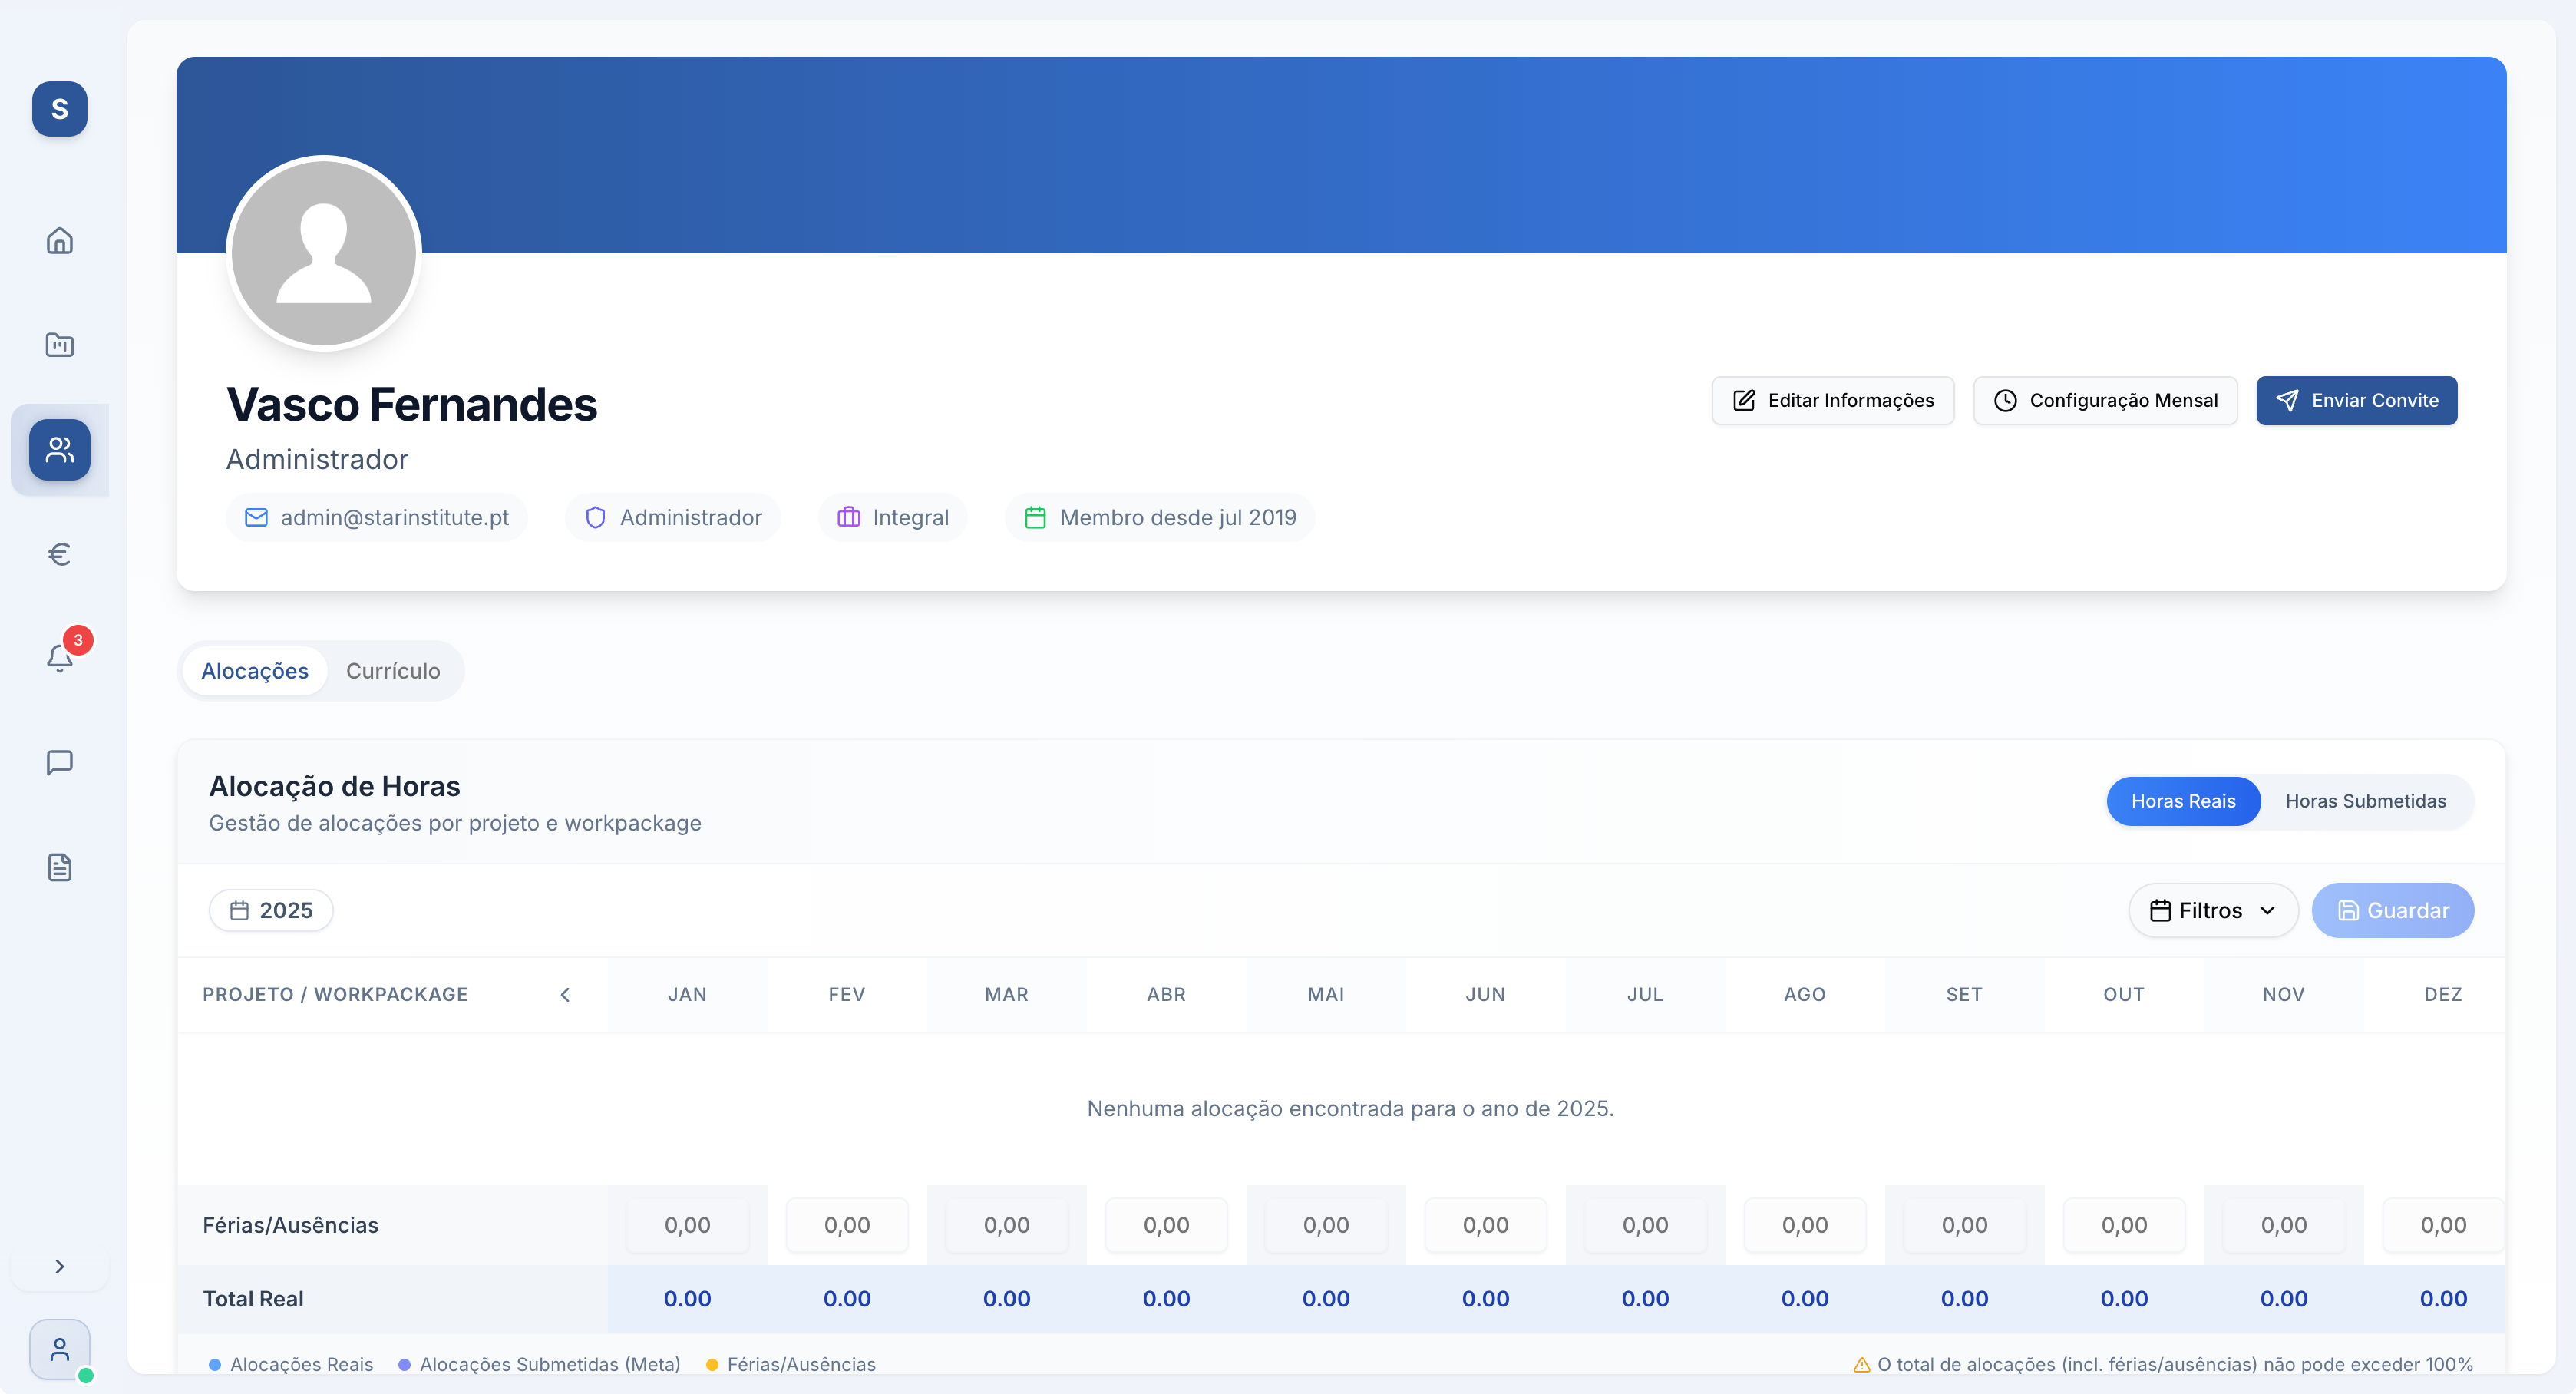 S
Vasco Fernandes
Editar Informações
Configuração Mensal
Enviar Convite
Administrador
admin@starinstitute.pt
Administrador
Integral
Membro desde jul 2019
3
Alocações
Currículo
Alocação de Horas
Gestão de alocações por projeto e workpackage
Horas Reais
Horas Submetidas
2025
Filtros
Guardar
PROJETO / WORKPACKAGE JAN FEV MAR ABR MAI JUN JUL AGO SET OUT NOV DEZ
Nenhuma alocação encontrada para o ano de 2025.
Férias/Ausências 0,00 0,00 0,00 0,00 0,00 0,00 0,00 0,00 0,00 0,00 0,00 0,00
Total Real 0.00 0.00 0.00 0.00 0.00 0.00 0.00 0.00 0.00 0.00 0.00 0.00
Alocações Reais
Alocações Submetidas (Meta)
Férias/Ausências
O total de alocações (incl. férias/ausências) não pode exceder 100%